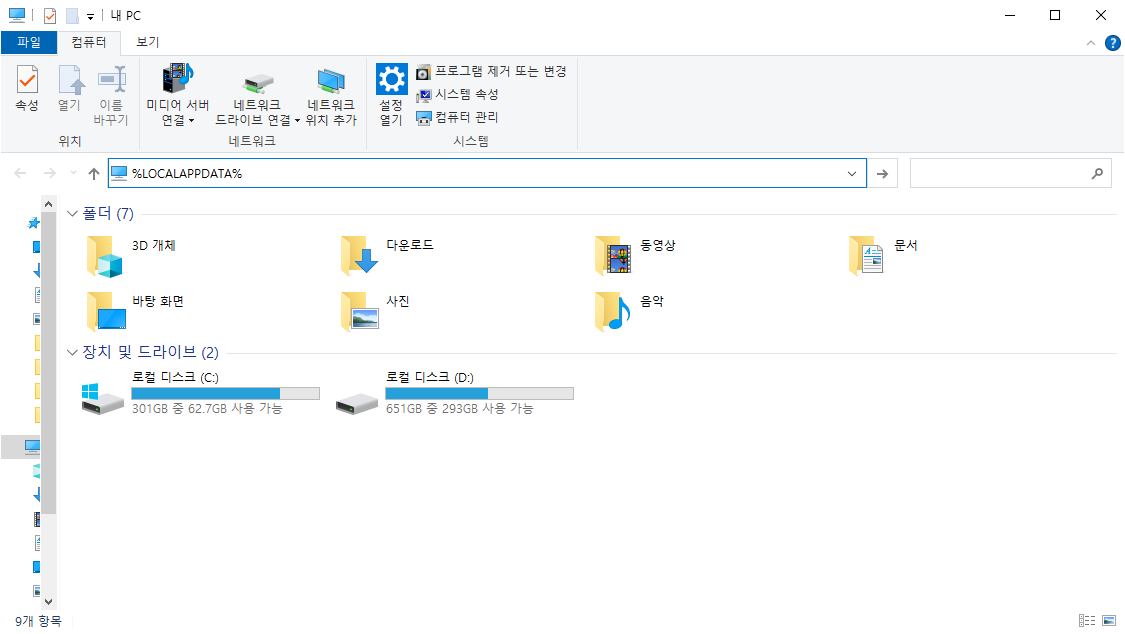 내 PC
파일 컴퓨터 보기
속성 열기 이름 바꾸기
위치
미디어 서버 연결 네트워크 드라이브 연결 네트워크 위치 추가
네트워크
설정 열기
프로그램 제거 또는 변경
시스템 속성
컴퓨터 관리
시스템
%LOCALAPPDATA%
폴더 (7)
3D 개체 다운로드 동영상 문서
바탕 화면 사진 음악
장치 및 드라이브 (2)
로컬 디스크 (C:) 로컬 디스크 (D:)
301GB 중 62.7GB 사용 가능 651GB 중 293GB 사용 가능
9개 항목